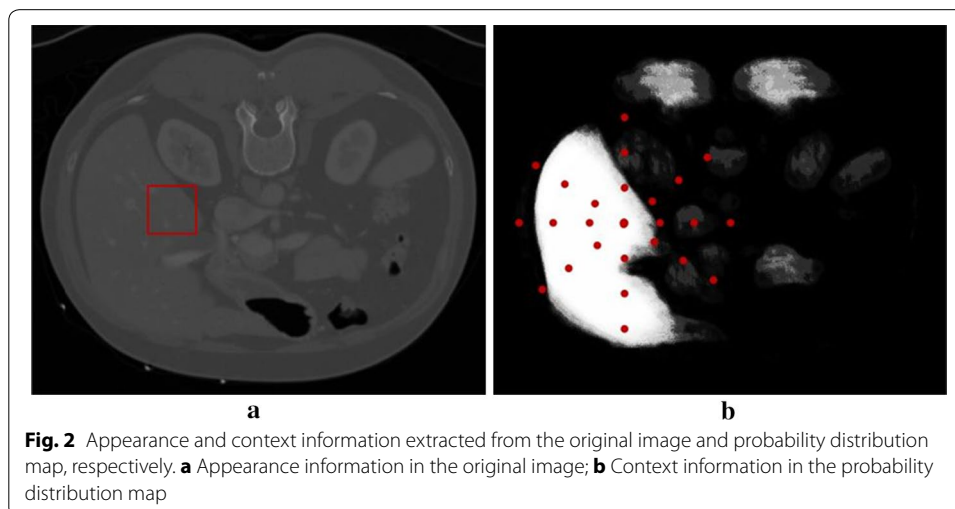 a
b
Fig. 2 Appearance and context information extracted from the original image and probability distribution
map, respectively. a Appearance information in the original image; b Context information in the probability
distribution map